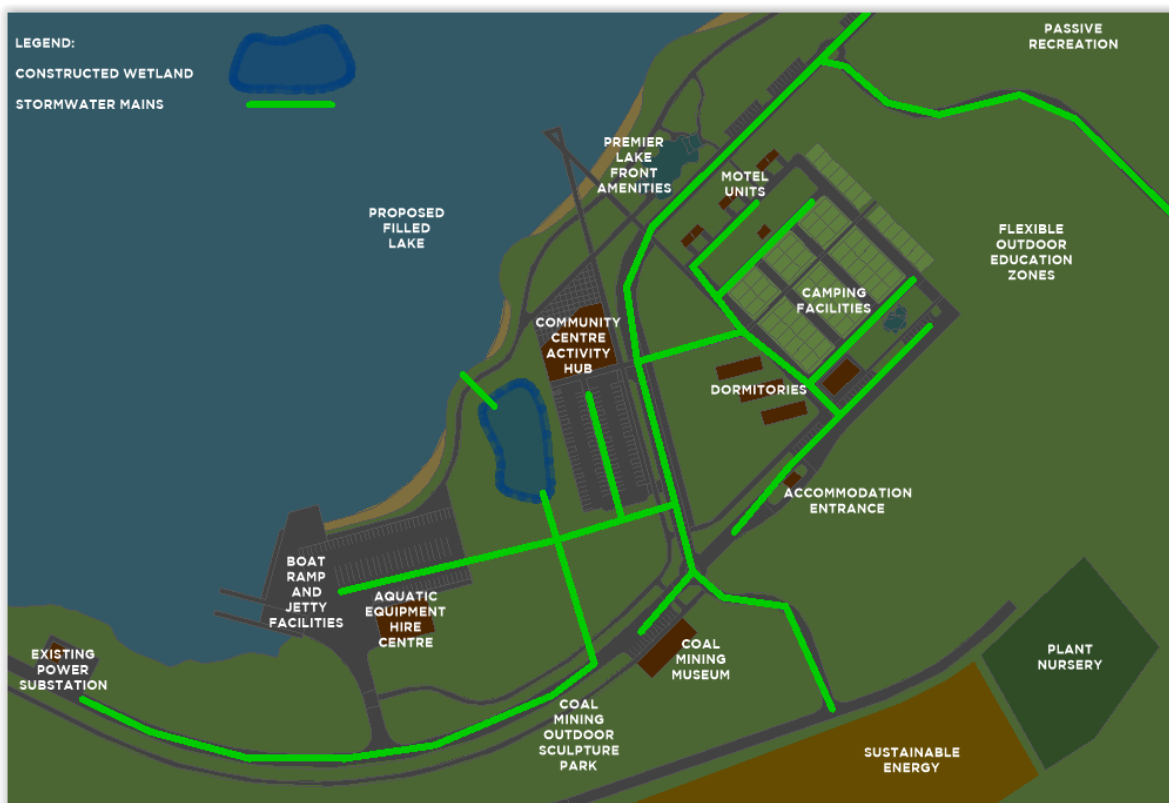 LEGEND:
CONSTRUCTED WETLAND
STORMWATER MAINS
PASSIVE
RECREATION
PREMIER
LAKE
FRONT
AMENITIES
MOTEL
UNITS
PROPOSED
FILLED
LAKE
FLEXIBLE
OUTDOOR
EDUCATION
ZONES
CAMPING
FACILITIES
COMMUNITY
CENTRE
ACTIVITY
HUB
DORMITORIES
ACCOMMODATION
ENTRANCE
BOAT
RAMP
AND
JETTY
FACILITIES
AQUATIC
EQUIPMENT
HIRE
CENTRE
EXISTING
POWER
SUBSTATION
COAL
MINING
MUSEUM
PLANT
NURSERY
COAL
MINING
OUTDOOR
SCULPTURE
PARK
SUSTAINABLE
ENERGY